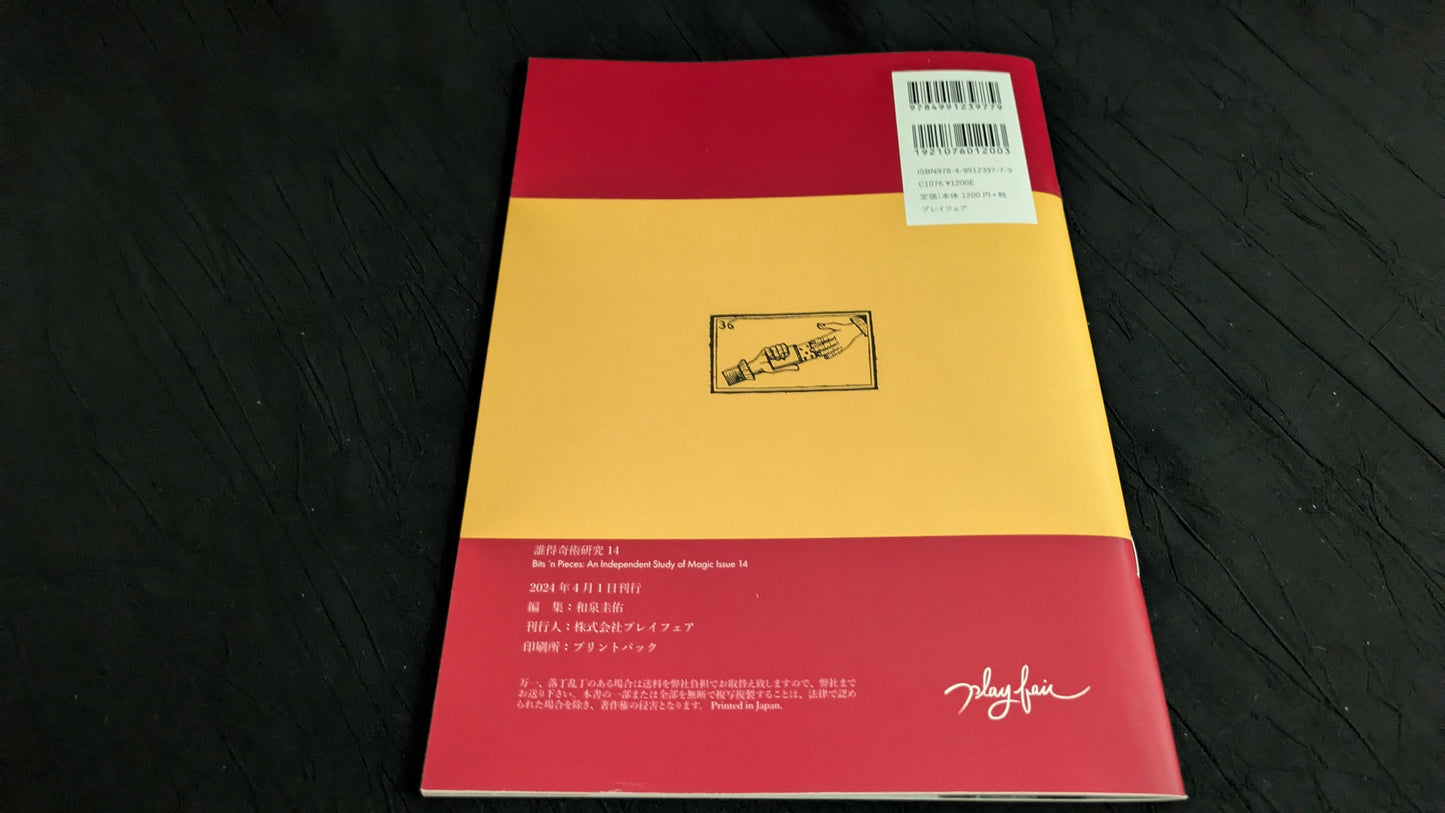 9784991239779
1921076012003
ISBN978-4-9912397-7-9
C1076 ¥1200E
定価|本体 1200 円+税
プレイフェア
36
誰得奇術研究 14
Bits 'n Pieces: An Independent Study of Magic Issue 14
2024 年 4 月 1 日刊行
編　集：和泉圭佑
刊行人：株式会社プレイフェア
印刷所：プリントパック
万一、落丁乱丁のある場合は送料を弊社負担でお取替え致しますので、弊社まで
お送り下さい。本書の一部または全部を無断で複写複製することは、法律で認め
られた場合を除き、著作権の侵害となります。 Printed in Japan.
play fair